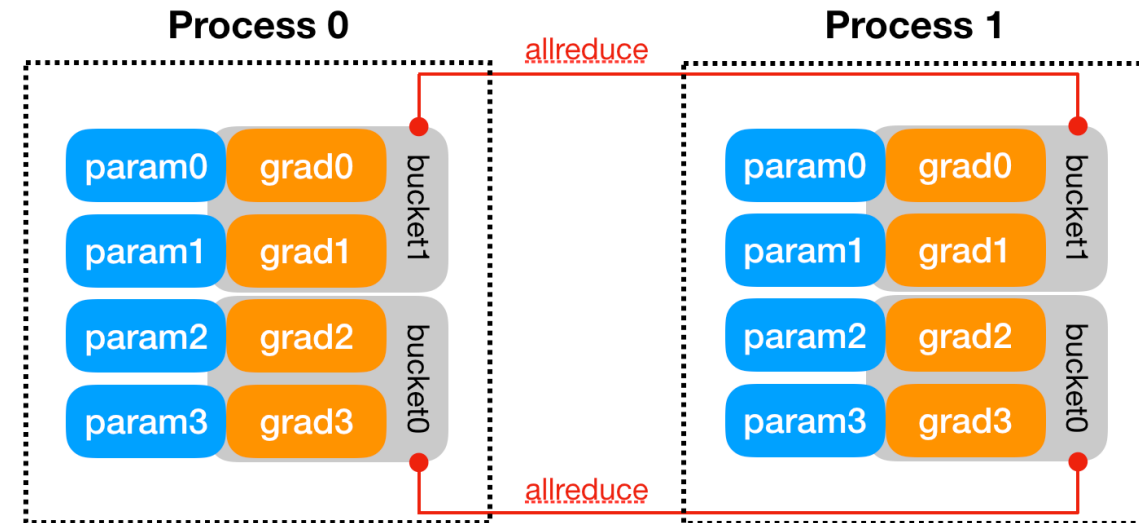 Process 0
Process 1
allreduce
param0 grad0
param1 grad1
bucket1
param2 grad2
param3 grad3
bucket0
param0 grad0
param1 grad1
bucket1
param2 grad2
param3 grad3
bucket0
allreduce